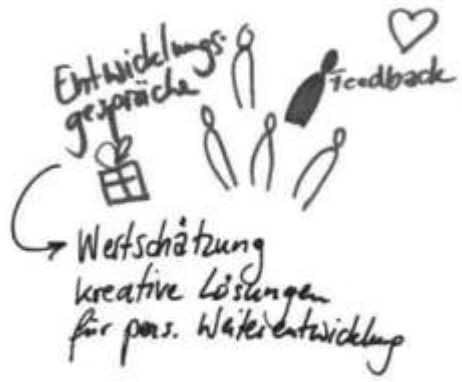 Entwicklungs-
gespräche
Feedback
Wertschätzung
kreative Lösungen
für pers. Weiterentwicklung